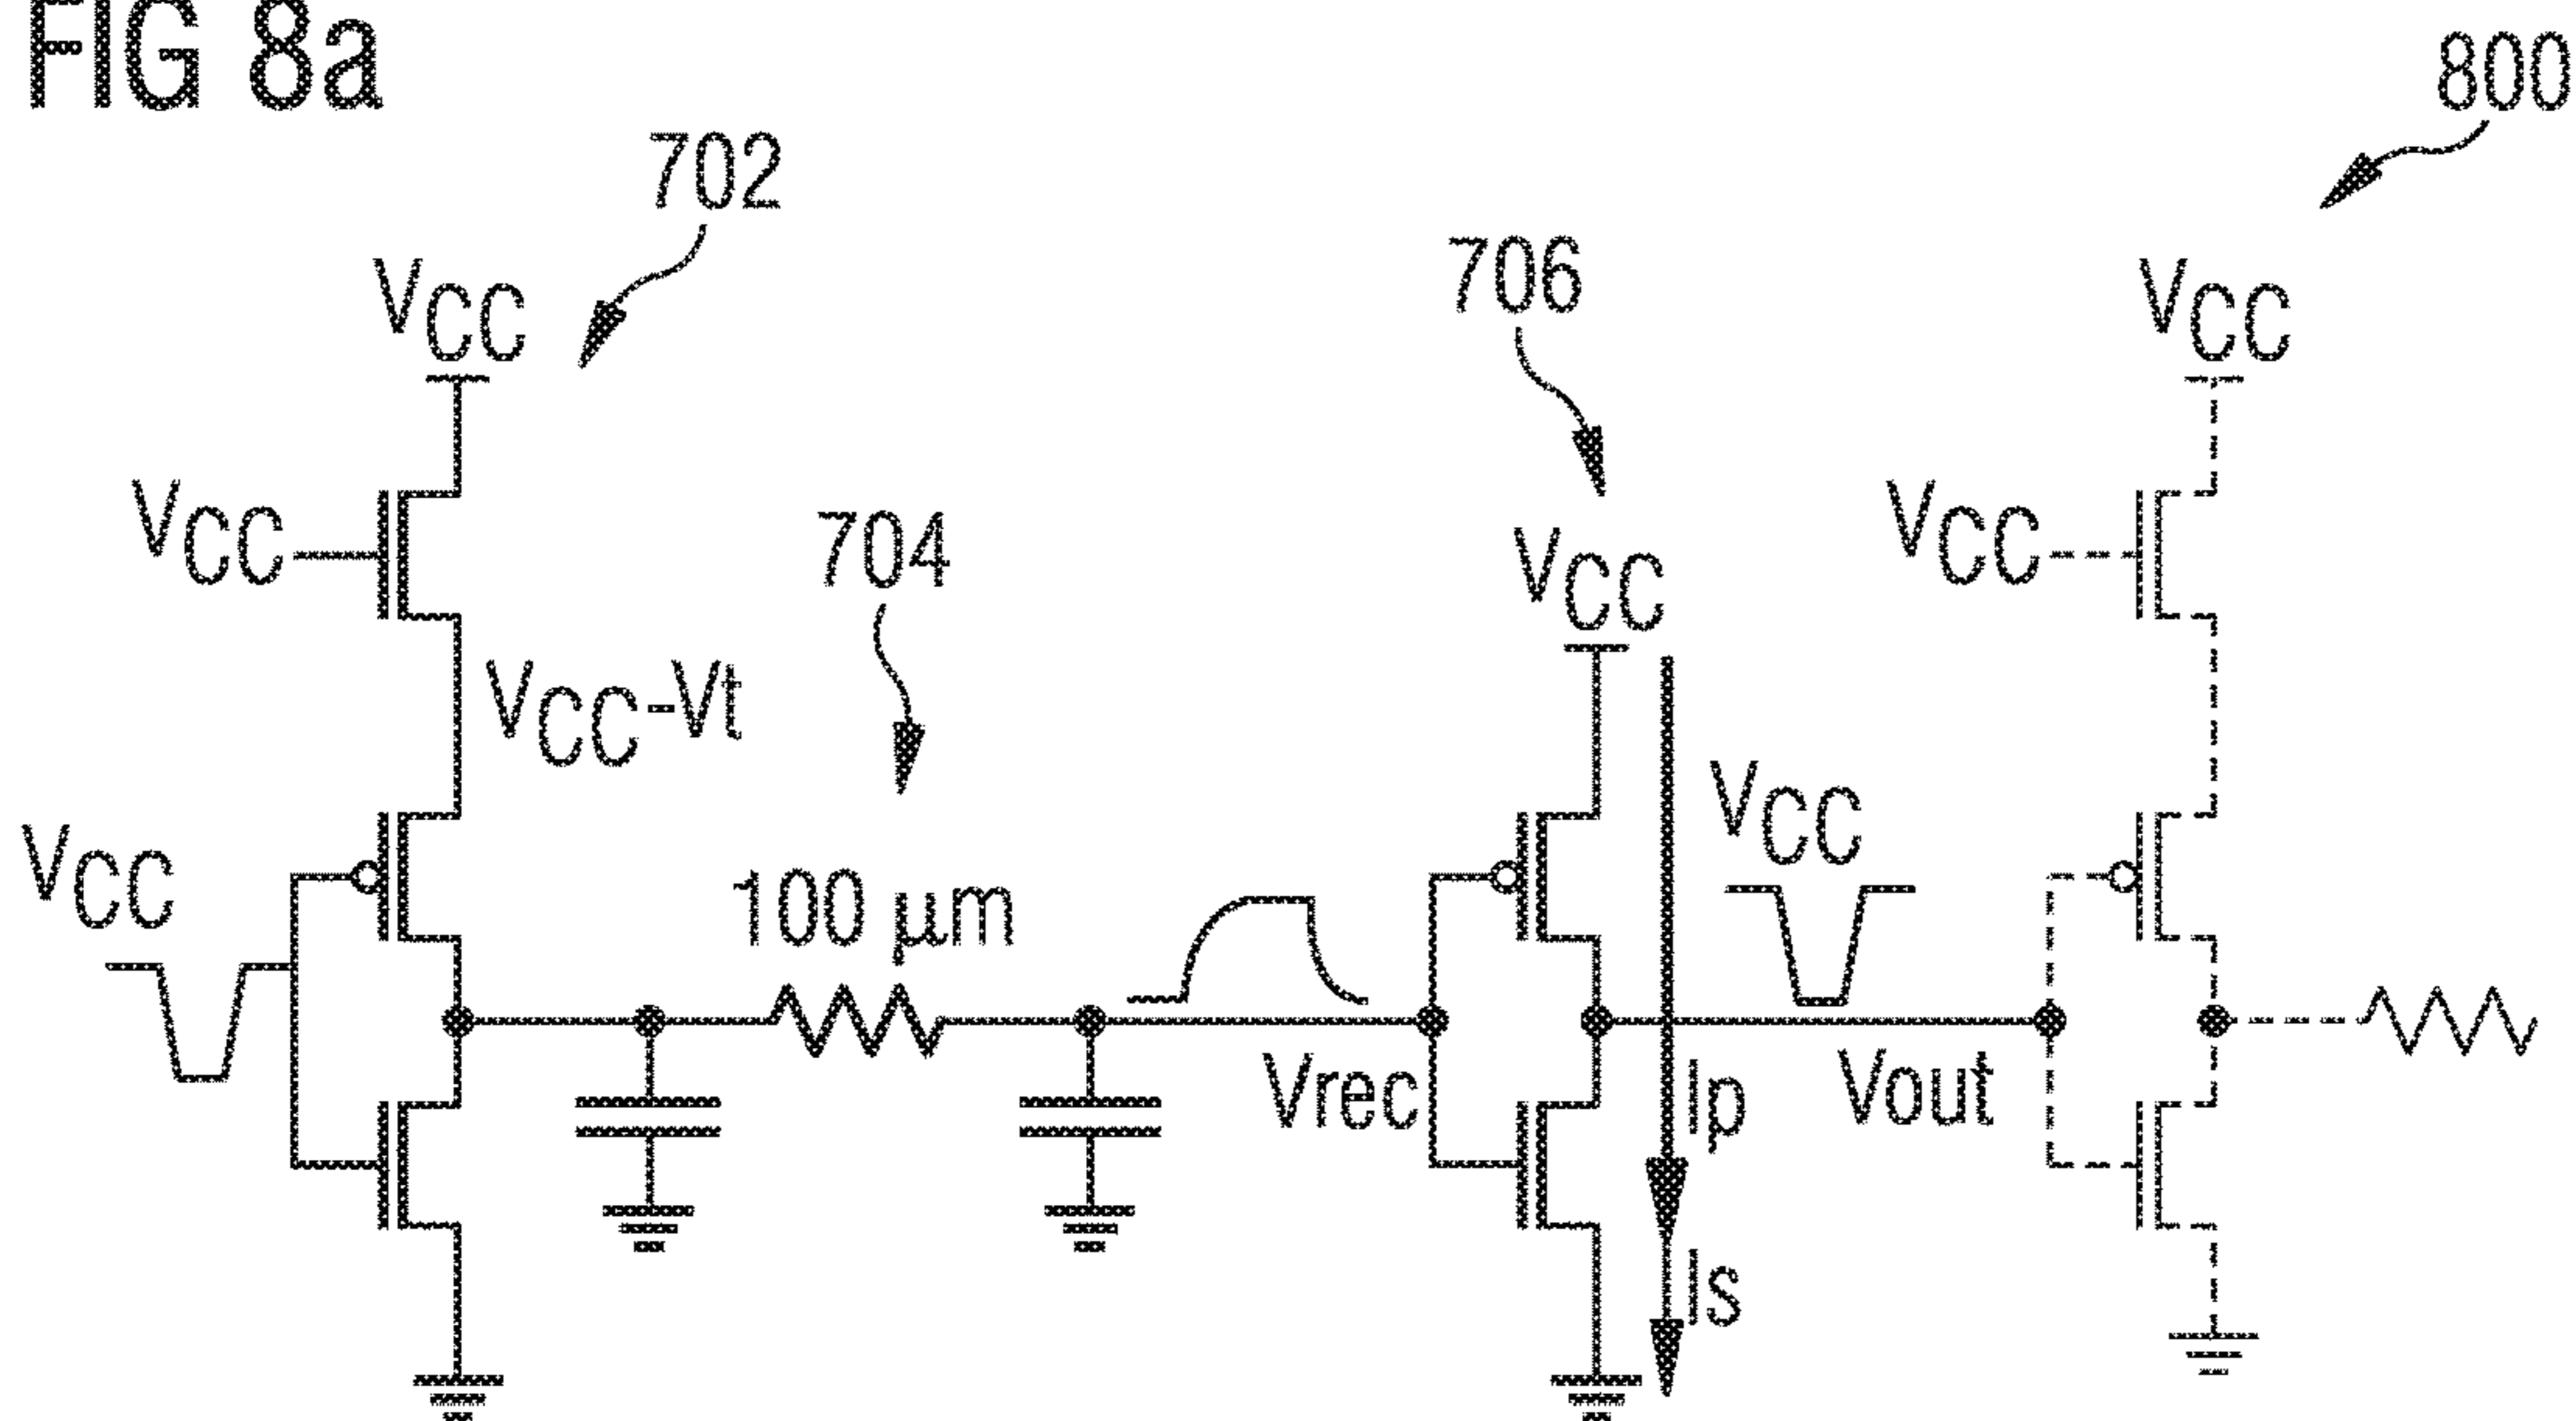 FIG 8a
800
702
706
VCC
VCC
704
VCC
VCC
VCC
VCC-Vt
VCC
VCC
100 μm
Vrec
Ip
Vout
Is